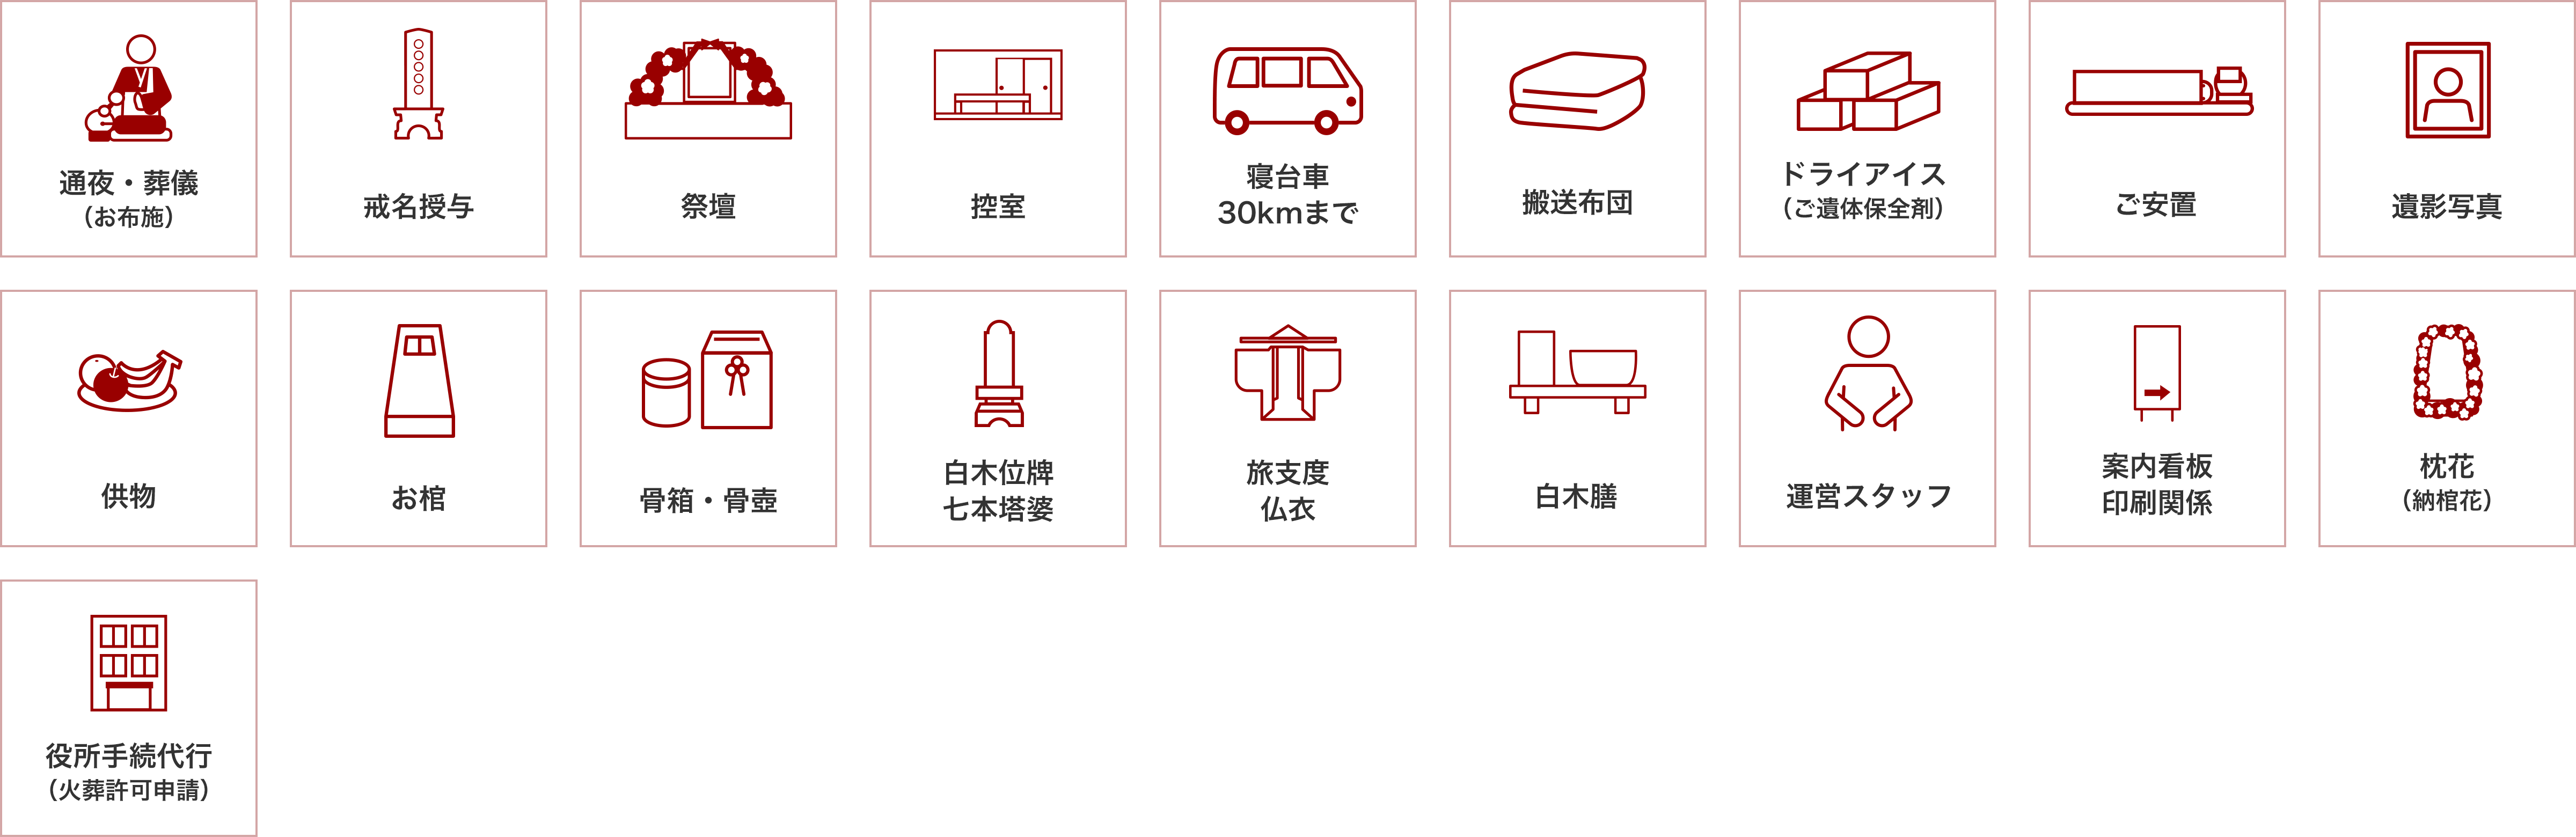 通夜・葬儀
（お布施）
戒名授与
祭壇
控室
寝台車
30kmまで
搬送布団
ドライアイス
（ご遺体保全剤）
ご安置
遺影写真
供物
お棺
骨箱・骨壺
白木位牌
七本塔婆
旅支度
仏衣
白木膳
運営スタッフ
案内看板
印刷関係
枕花
（納棺花）
役所手続代行
（火葬許可申請）